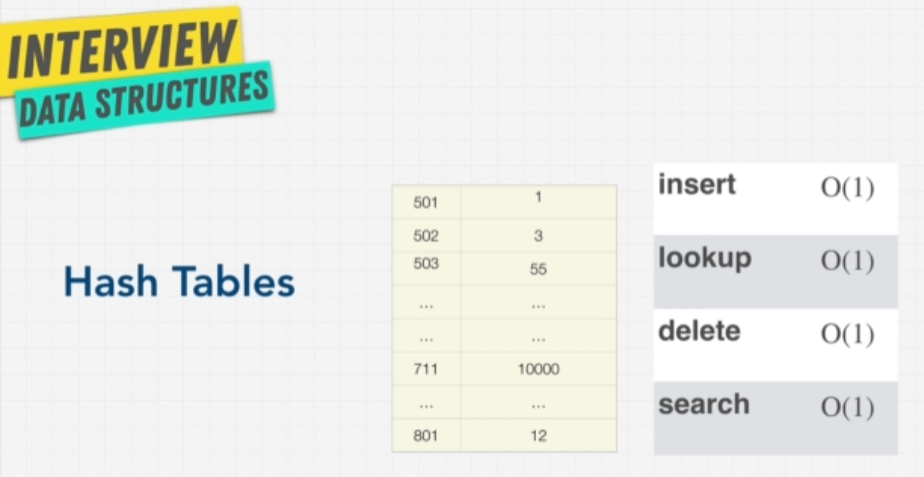 INTERVIEW
DATA STRUCTURES
Hash Tables
501 1
502 3
503 55
... ...
... ...
711 10000
... ...
801 12
insert O(1)
lookup O(1)
delete O(1)
search O(1)